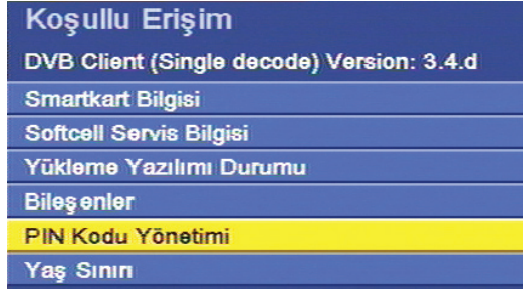 Koşullu Erişim
DVB Client (Single decode) Version: 3.4.d
Smartkart Bilgisi
Softcell Servis Bilgisi
Yükleme Yazılımı Durumu
Bileşenler
PIN Kodu Yönetimi
Yaş Sınırı